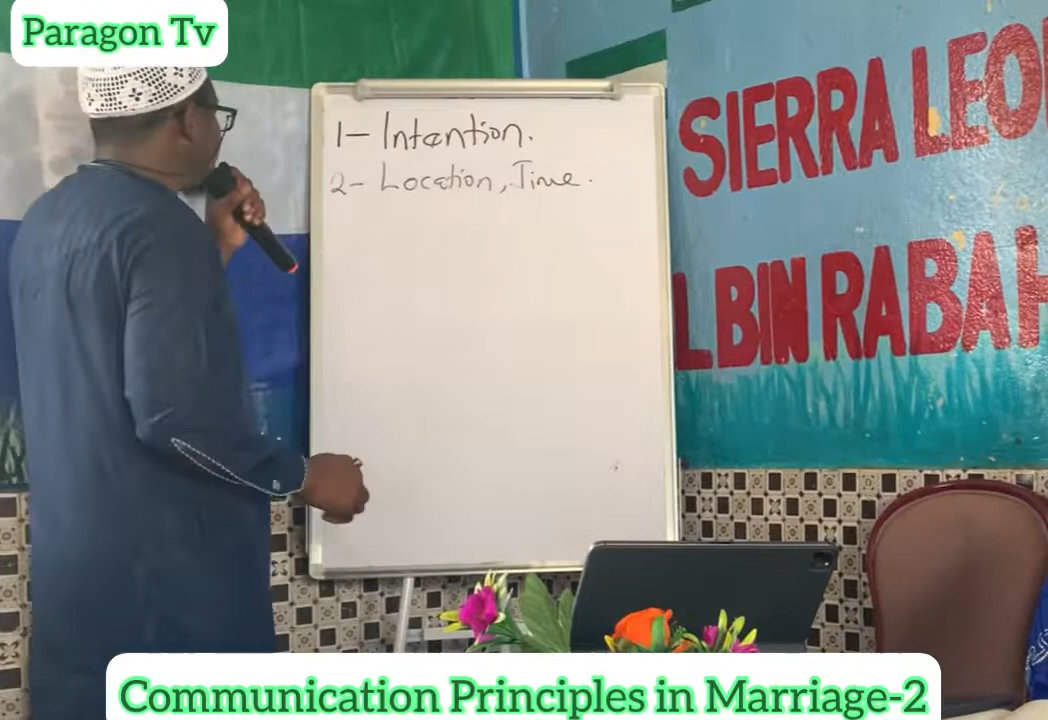 Paragon Tv
1- Intention.
2- Location, Time.
SIERRA LEO
L BIN RABAH
Communication Principles in Marriage-2